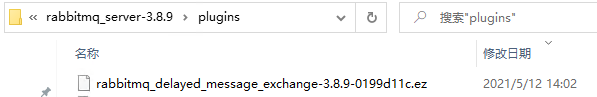 « rabbitmq_server-3.8.9 › plugins 搜索"plugins"
名称 修改日期
rabbitmq_delayed_message_exchange-3.8.9-0199d11c.ez 2021/5/12 14:02